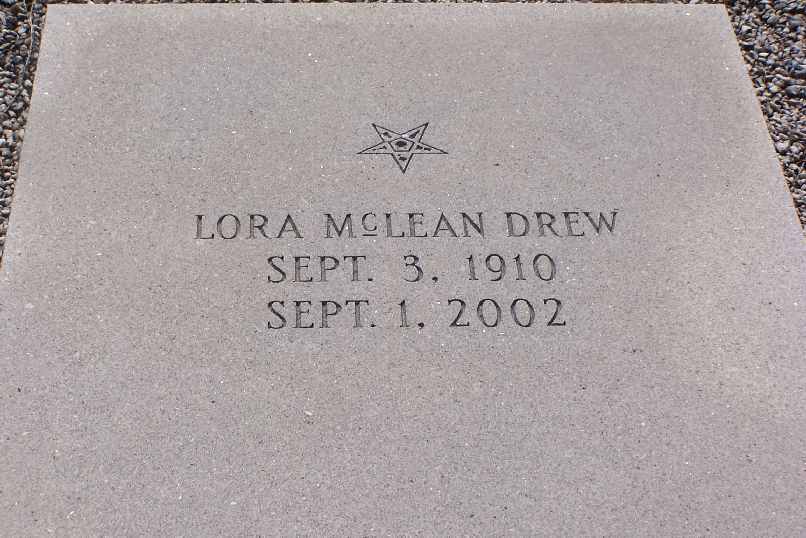 LORA McLEAN DREW
SEPT. 3, 1910
SEPT. 1, 2002